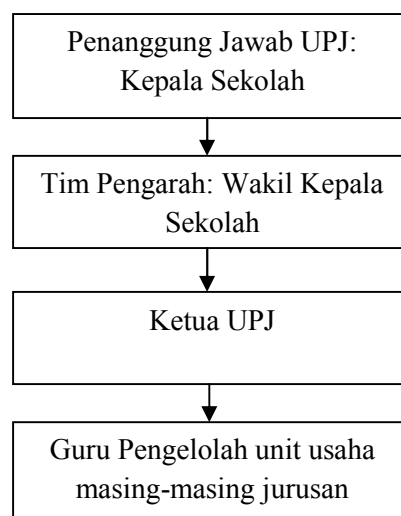 Penanggung Jawab UPJ:
Kepala Sekolah
Tim Pengarah: Wakil Kepala
Sekolah
Ketua UPJ
Guru Pengelolah unit usaha
masing-masing jurusan